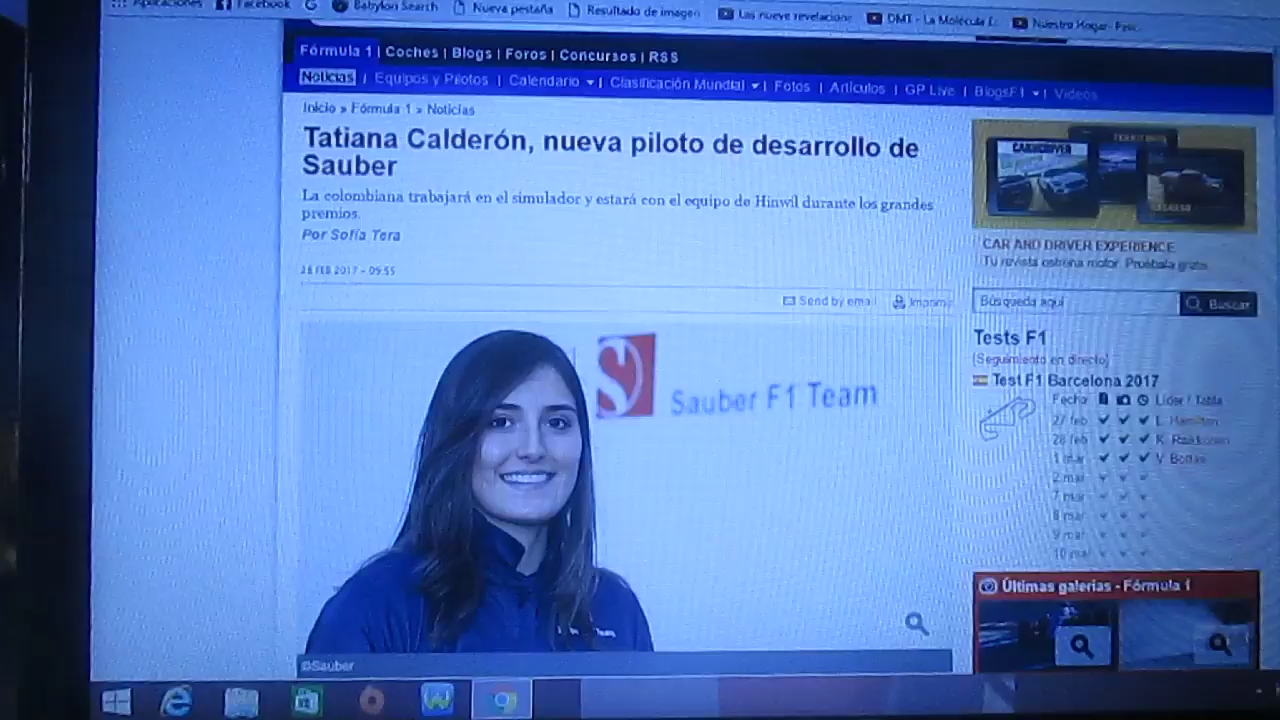 Aplicaciones Facebook G Babylon Search Nueva pestaña Resultado de imagen Las nueve revelacione DMT - La Molécula E Nuestro Hogar- Pelíc
Fórmula 1 | Coches | Blogs | Foros | Concursos | RSS
Noticias | Equipos y Pilotos | Calendario | Clasificación Mundial | Fotos | Artículos | GP Live | BlogsF1 | Vídeos
Inicio » Fórmula 1 » Noticias
Tatiana Calderón, nueva piloto de desarrollo de
Sauber
La colombiana trabajará en el simulador y estará con el equipo de Hinwil durante los grandes
premios.
Por Sofía Tera
28 FEB 2017 - 09:55
Send by email Imprimir
Sauber F1 Team
©Sauber
CAR AND DRIVER
CAR AND DRIVER EXPERIENCE
Tu revista estrena motor. Pruébala gratis
Búsqueda aquí Buscar
Tests F1
(Seguimiento en directo)
Test F1 Barcelona 2017
Fecha Líder / Tabla
27 feb L. Hamilton
28 feb K. Raikkonen
1 mar V. Bottas
2 mar
7 mar
8 mar
9 mar
10 mar
Últimas galerias - Fórmula 1